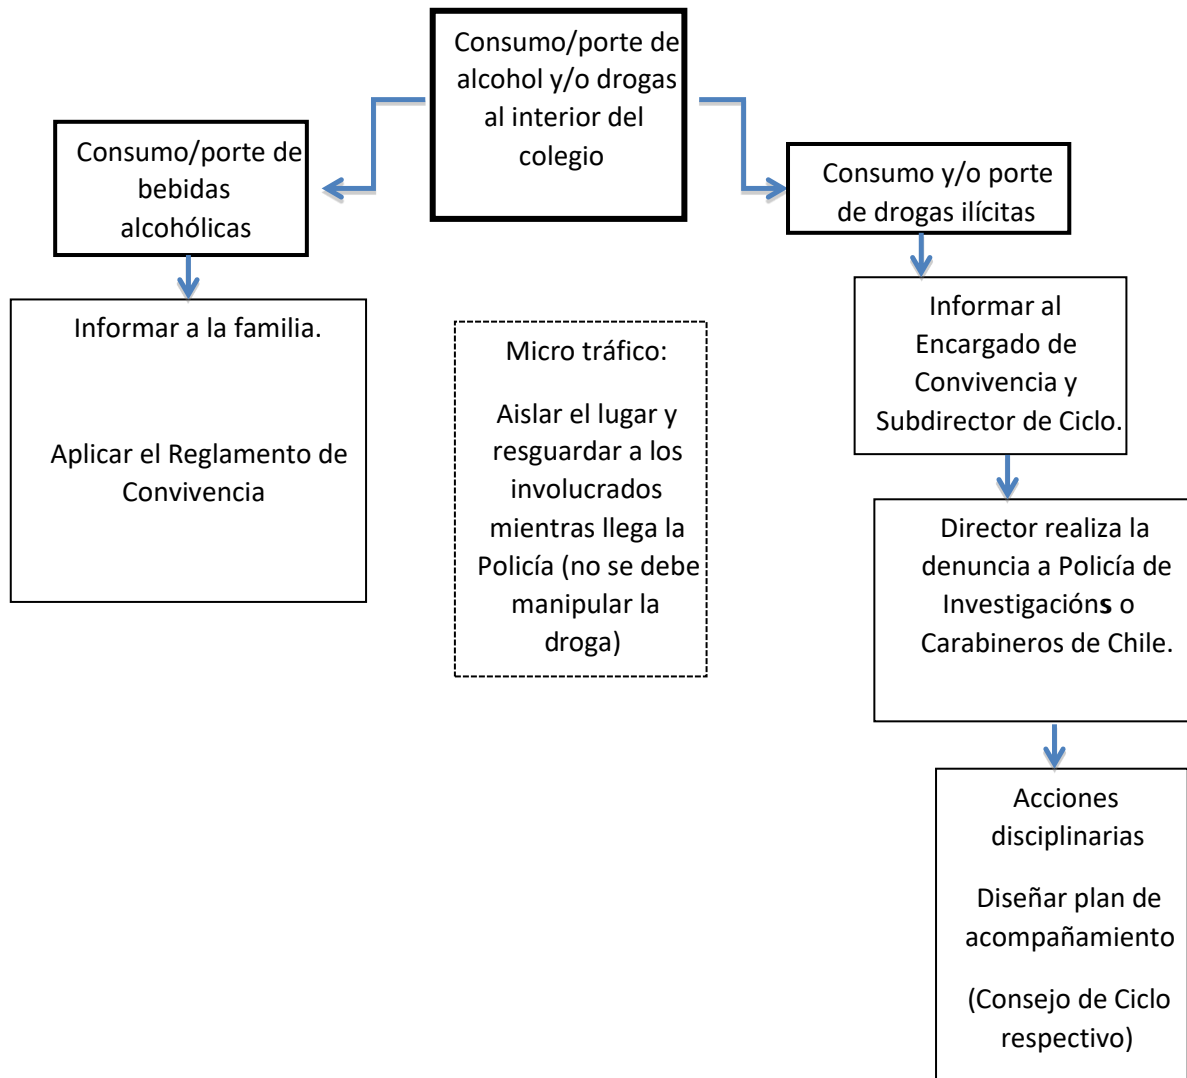 Consumo/porte de
alcohol y/o drogas
al interior del
colegio
Consumo/porte de
bebidas
alcohólicas
Consumo y/o porte
de drogas ilícitas
Informar a la familia.
Aplicar el Reglamento de
Convivencia
Micro tráfico:
Aislar el lugar y
resguardar a los
involucrados
mientras llega la
Policía (no se debe
manipular la
droga)
Informar al
Encargado de
Convivencia y
Subdirector de Ciclo.
Director realiza la
denuncia a Policía de
Investigacións o
Carabineros de Chile.
Acciones
disciplinarias
Diseñar plan de
acompañamiento
(Consejo de Ciclo
respectivo)